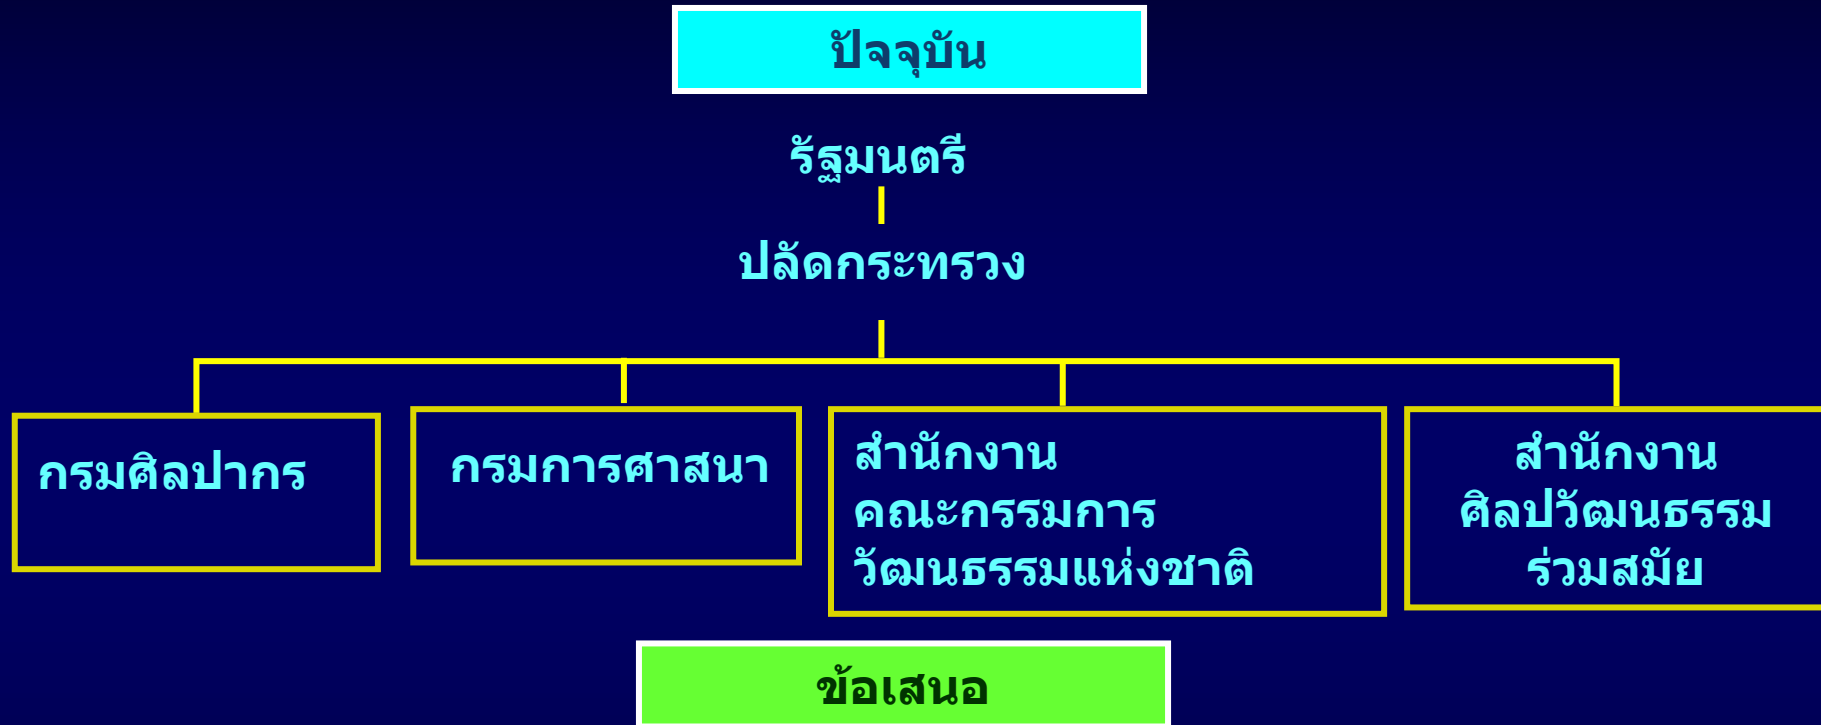 ปัจจุบัน
รัฐมนตรี
ปลัดกระทรวง
กรมศิลปากร
กรมการศาสนา
สำนักงาน
คณะกรรมการ
วัฒนธรรมแห่งชาติ
สำนักงาน
ศิลปวัฒนธรรม
ร่วมสมัย
ข้อเสนอ